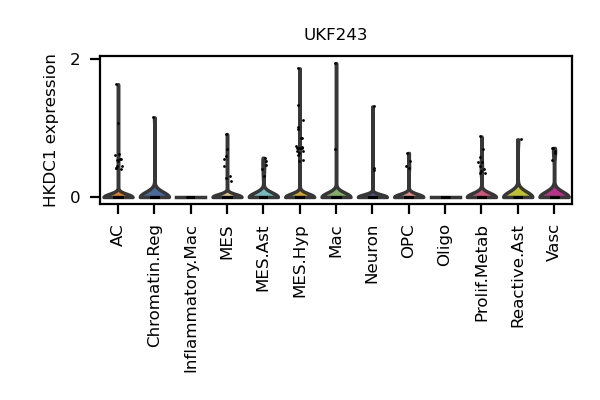 UKF243
HKDC1 expression
2
0
AC
Chromatin.Reg
Inflammatory.Mac
MES
MES.Ast
MES.Hyp
Mac
Neuron
OPC
Oligo
Prolif.Metab
Reactive.Ast
Vasc